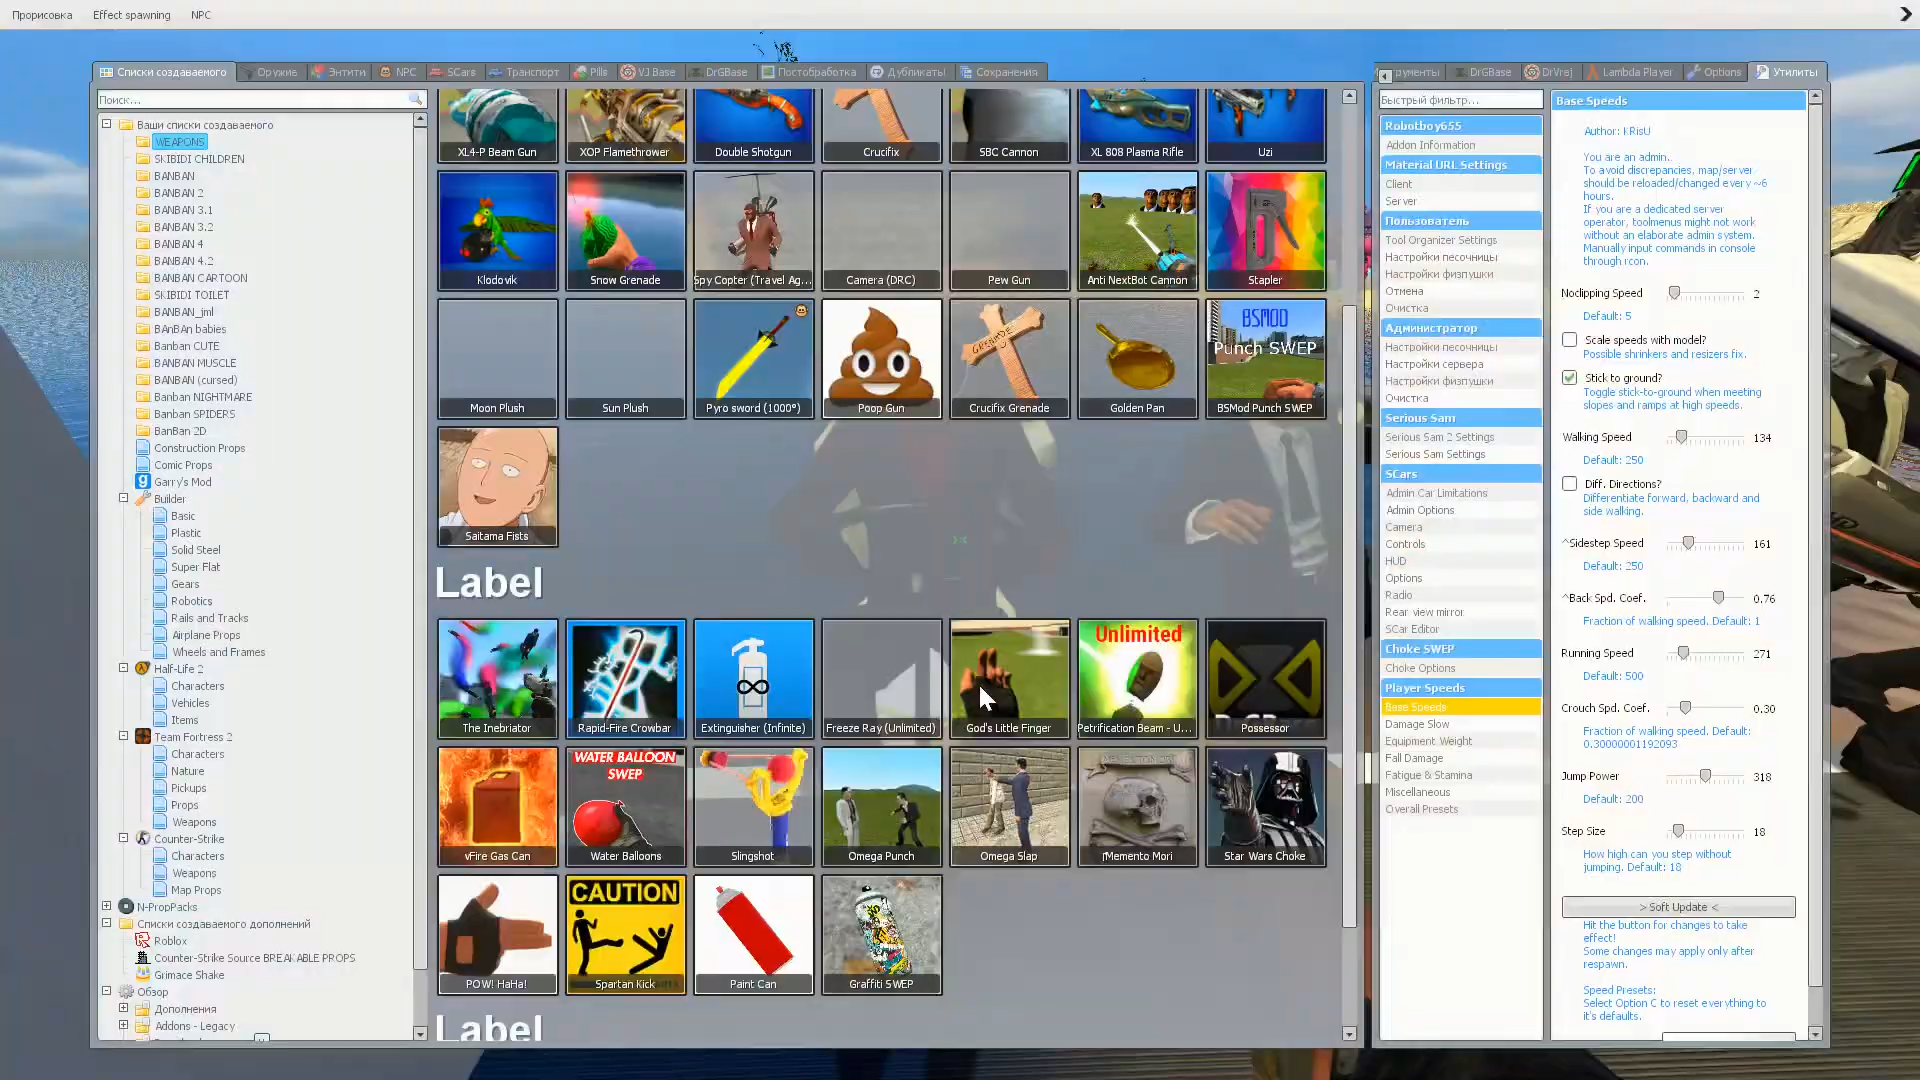 Прорисовка Effect spawning NPC
Списки создаваемого Оружие Энтити NPC SCars Транспорт Pills VJ Base DrGBase Постобработка Дубликаты Сохранения
рументы DrGBase DrVrej Lambda Player Options Утилиты
Поиск...
Ваши списки создаваемого
WEAPONS
SKIBIDI CHILDREN
BANBAN
BANBAN 2
BANBAN 3.1
BANBAN 3.2
BANBAN 4
BANBAN 4.2
BANBAN CARTOON
SKIBIDI TOILET
BANBAN_jml
BAnBAn babies
Banban CUTE
BANBAN MUSCLE
BANBAN (cursed)
Banban NIGHTMARE
Banban SPIDERS
BanBan 2D
Construction Props
Comic Props
Garry's Mod
Builder
Basic
Plastic
Solid Steel
Super Flat
Gears
Robotics
Rails and Tracks
Airplane Props
Wheels and Frames
Half-Life 2
Characters
Vehicles
Items
Team Fortress 2
Characters
Nature
Pickups
Props
Weapons
Counter-Strike
Characters
Weapons
Map Props
N-PropPacks
Списки создаваемого дополнений
Roblox
Counter-Strike Source BREAKABLE PROPS
Grimace Shake
Обзор
Дополнения
Addons - Legacy
XL4-P Beam Gun
XOP Flamethrower
Double Shotgun
Crucifix
SBC Cannon
XL 808 Plasma Rifle
Uzi
Klodovik
Snow Grenade
Spy Copter (Travel Ag...
Camera (DRC)
Pew Gun
Anti NextBot Cannon
Stapler
Moon Plush
Sun Plush
Pyro sword (1000°)
Poop Gun
Crucifix Grenade
Golden Pan
BSMOD
Punch SWEP
BSMod Punch SWEP
Saitama Fists
Label
The Inebriator
Rapid-Fire Crowbar
Extinguisher (Infinite)
Freeze Ray (Unlimited)
God's Little Finger
Unlimited
Petrification Beam - U...
Possessor
vFire Gas Can
WATER BALLOON
SWEP
Water Balloons
Slingshot
Omega Punch
Omega Slap
Memento Mori
Star Wars Choke
POW! HaHa!
CAUTION
Spartan Kick
Paint Can
Graffiti SWEP
Label
Быстрый фильтр...
Robotboy655
Addon Information
Material URL Settings
Client
Server
Пользователь
Tool Organizer Settings
Настройки песочницы
Настройки физпушки
Отмена
Очистка
Администратор
Настройки песочницы
Настройки сервера
Настройки физпушки
Очистка
Serious Sam
Serious Sam 2 Settings
Serious Sam Settings
SCars
Admin Car Limitations
Admin Options
Camera
Controls
HUD
Options
Radio
Rear view mirror
SCar Editor
Choke SWEP
Choke Options
Player Speeds
Base Speeds
Damage Slow
Equipment Weight
Fall Damage
Fatigue & Stamina
Miscellaneous
Overall Presets
Base Speeds
Author: KRisU
You are an admin..
To avoid discrepancies, map/server
should be reloaded/changed every ~6
hours.
If you are a dedicated server
operator, toolmenus might not work
without an elaborate admin system.
Manually input commands in console
through rcon.
Noclipping Speed 2
Default: 5
Scale speeds with model?
Possible shrinkers and resizers fix.
Stick to ground?
Toggle stick-to-ground when meeting
slopes and ramps at high speeds.
Walking Speed 134
Default: 250
Diff. Directions?
Differentiate forward, backward and
side walking.
^Sidestep Speed 161
Default: 250
^Back Spd. Coef. 0.76
Fraction of walking speed. Default: 1
Running Speed 271
Default: 500
Crouch Spd. Coef. 0.30
Fraction of walking speed. Default:
0.30000001192093
Jump Power 318
Default: 200
Step Size 18
How high can you step without
jumping. Default: 18
> Soft Update <
Hit the button for changes to take
effect!
Some changes may apply only after
respawn.
Speed Presets:
Select Option C to reset everything to
it's defaults.